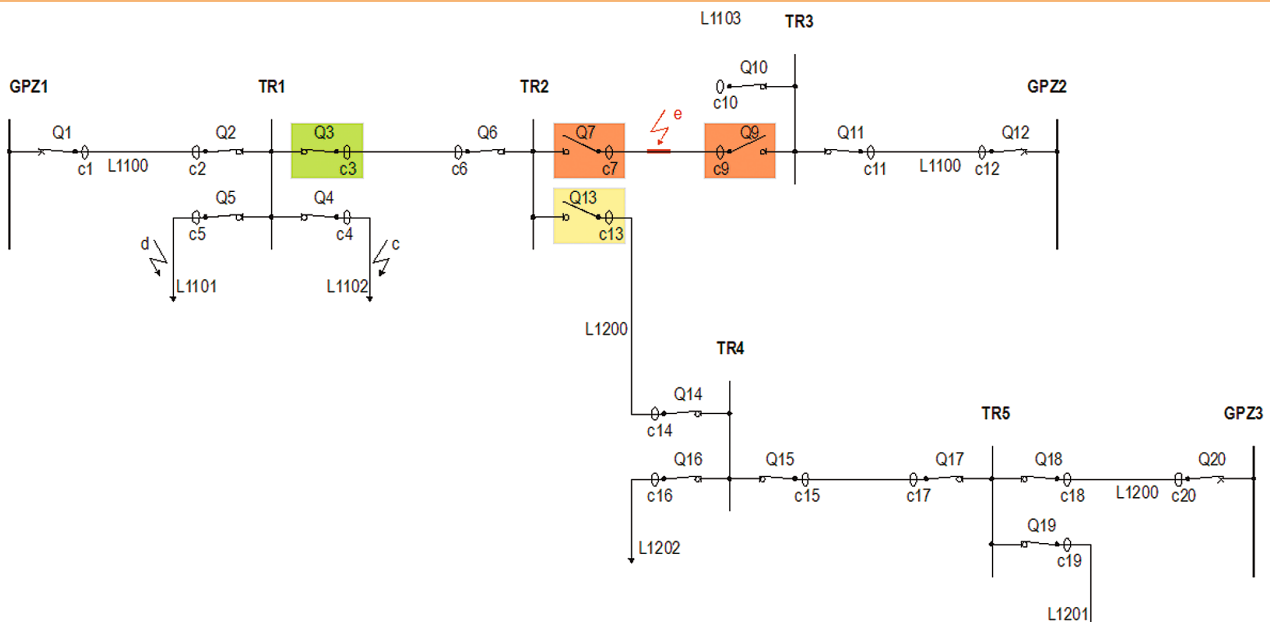 L1103
TR3
GPZ1
TR1
TR2
Q10
c10
GPZ2
Q1
c1
L1100
Q2
c2
Q3
c3
Q6
c6
Q7
c7
e
Q9
c9
Q11
c11
L1100
Q12
c12
Q5
c5
Q4
c4
Q13
c13
d
L1101
c
L1102
L1200
TR4
Q14
c14
TR5
GPZ3
Q16
c16
Q15
c15
Q17
c17
Q18
c18
L1200
Q20
c20
L1202
Q19
c19
L1201